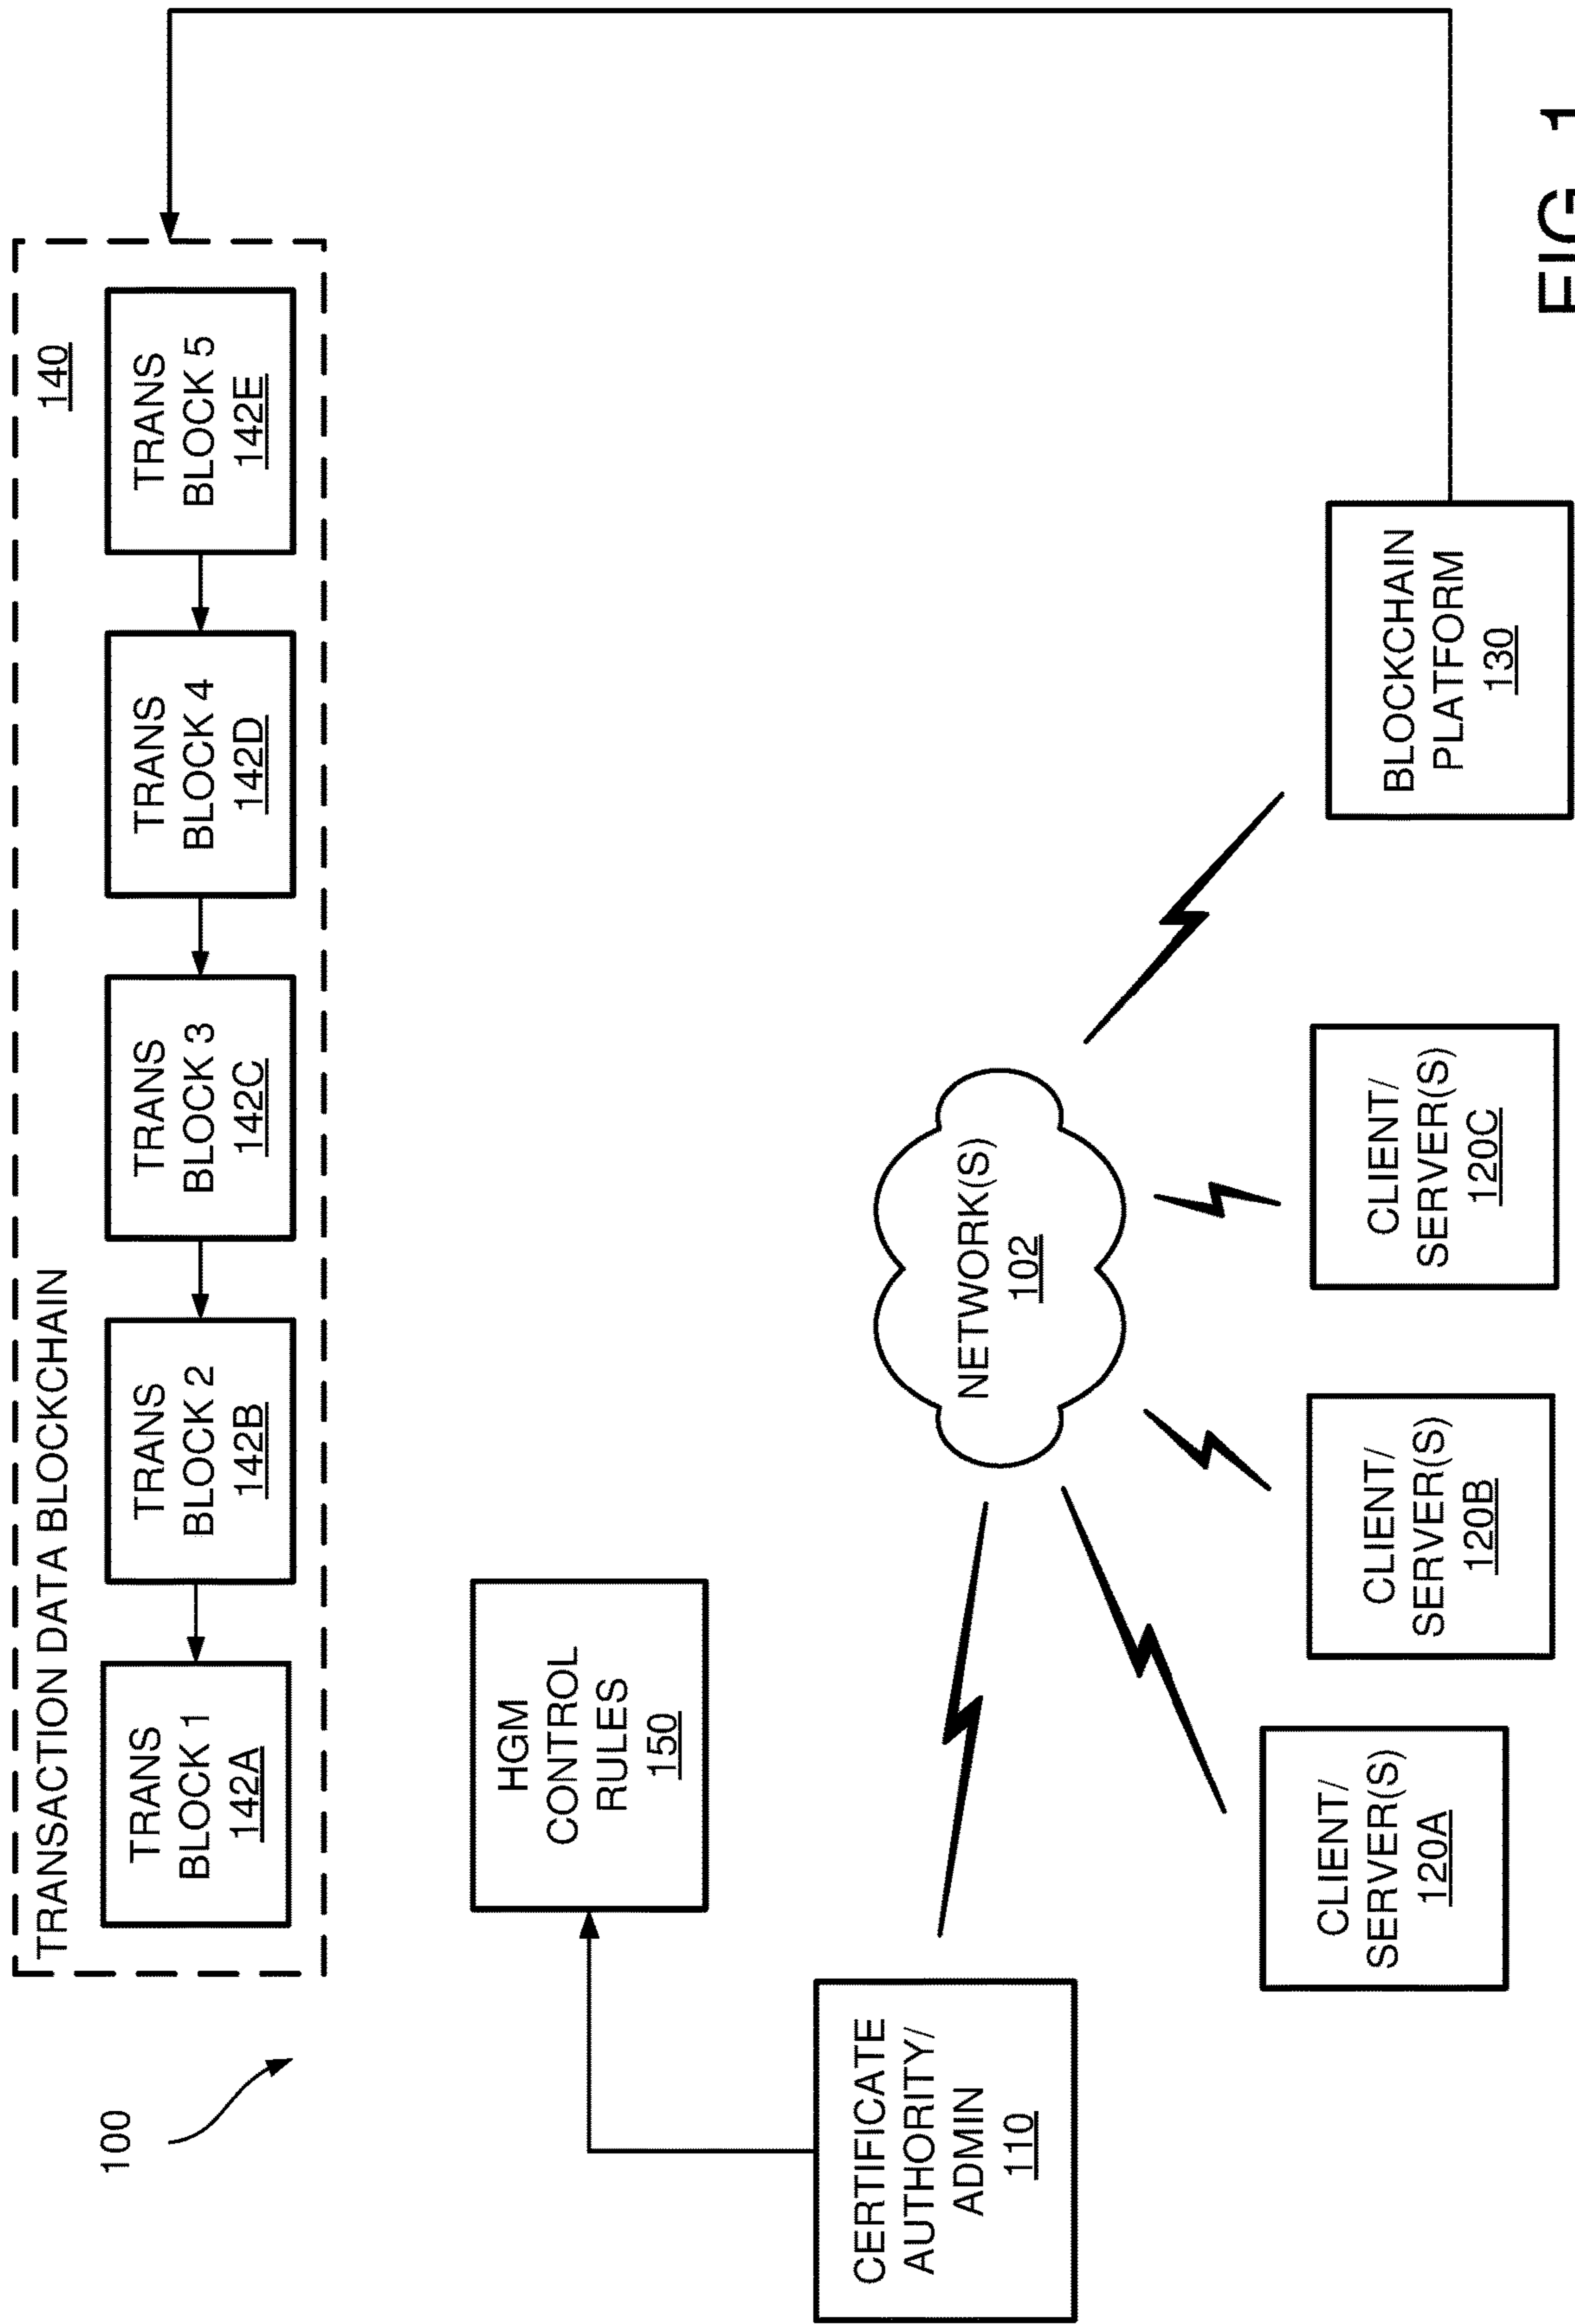 100
TRANSACTION DATA BLOCKCHAIN
140
TRANS
BLOCK 1
142A
TRANS
BLOCK 2
142B
TRANS
BLOCK 3
142C
TRANS
BLOCK 4
142D
TRANS
BLOCK 5
142E
HGM
CONTROL
RULES
150
CERTIFICATE
AUTHORITY/
ADMIN
110
NETWORK(S)
102
CLIENT/
SERVER(S)
120A
CLIENT/
SERVER(S)
120B
CLIENT/
SERVER(S)
120C
BLOCKCHAIN
PLATFORM
130
FIG. 1